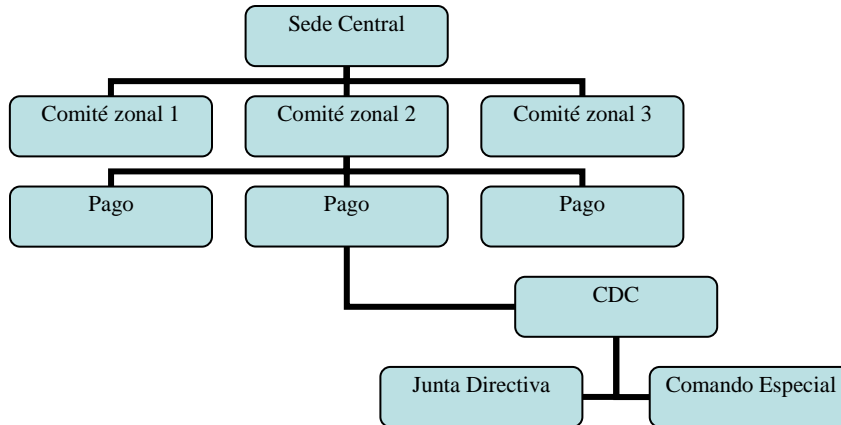 Sede Central
Comité zonal 1
Comité zonal 2
Comité zonal 3
Pago
Pago
Pago
CDC
Junta Directiva
Comando Especial